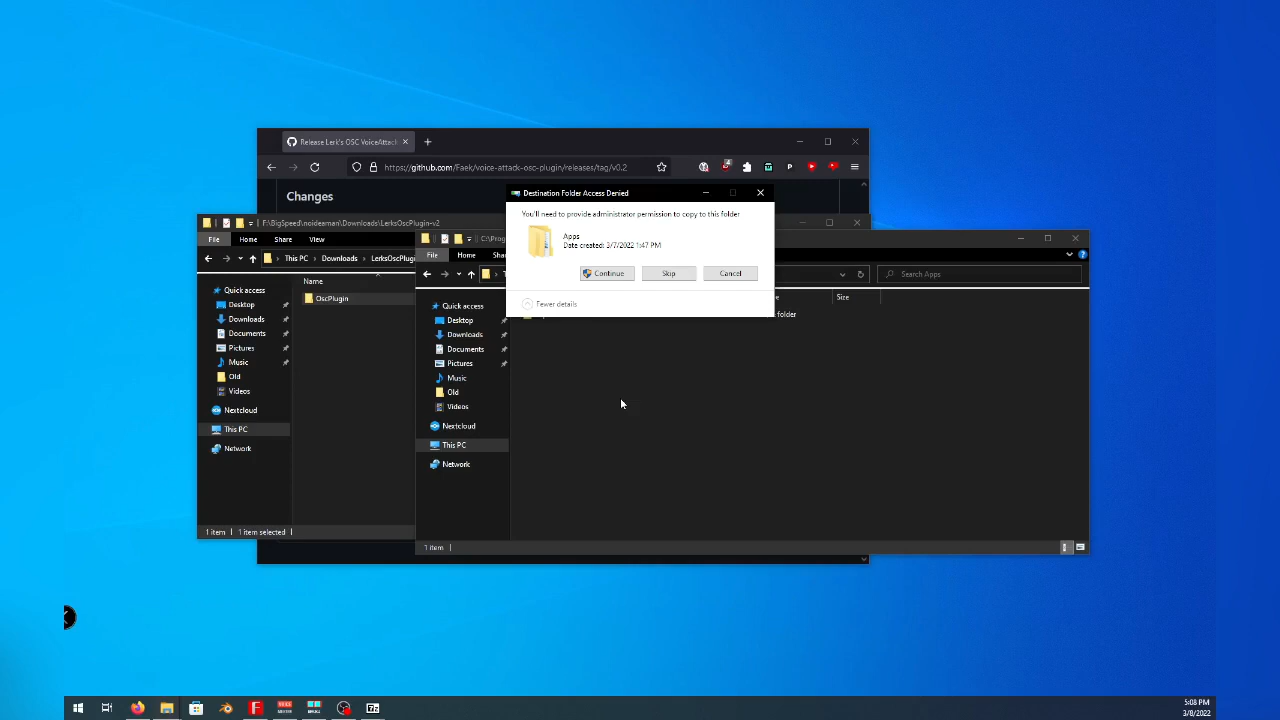 Release Lerk's OSC VoiceAttack
https://github.com/Faek/voice-attack-osc-plugin/releases/tag/v0.2
4
P
Changes
Destination Folder Access Denied
You'll need to provide administrator permission to copy to this folder
Apps
Date created: 3/7/2022 1:47 PM
Continue
Skip
Cancel
Fewer details
F:\BigSpeed\noideaman\Downloads\LerksOscPlugin-v2
File
Home
Share
View
This PC
Downloads
LerksOscPlugin
Name
OscPlugin
Quick access
Desktop
Downloads
Documents
Pictures
Music
Old
Videos
Nextcloud
This PC
Network
1 item
1 item selected
C:\Prog
File
Home
Search Apps
Size
folder
Quick access
Desktop
Downloads
Documents
Pictures
Music
Old
Videos
Nextcloud
This PC
Network
1 item
5:08 PM
3/8/2022